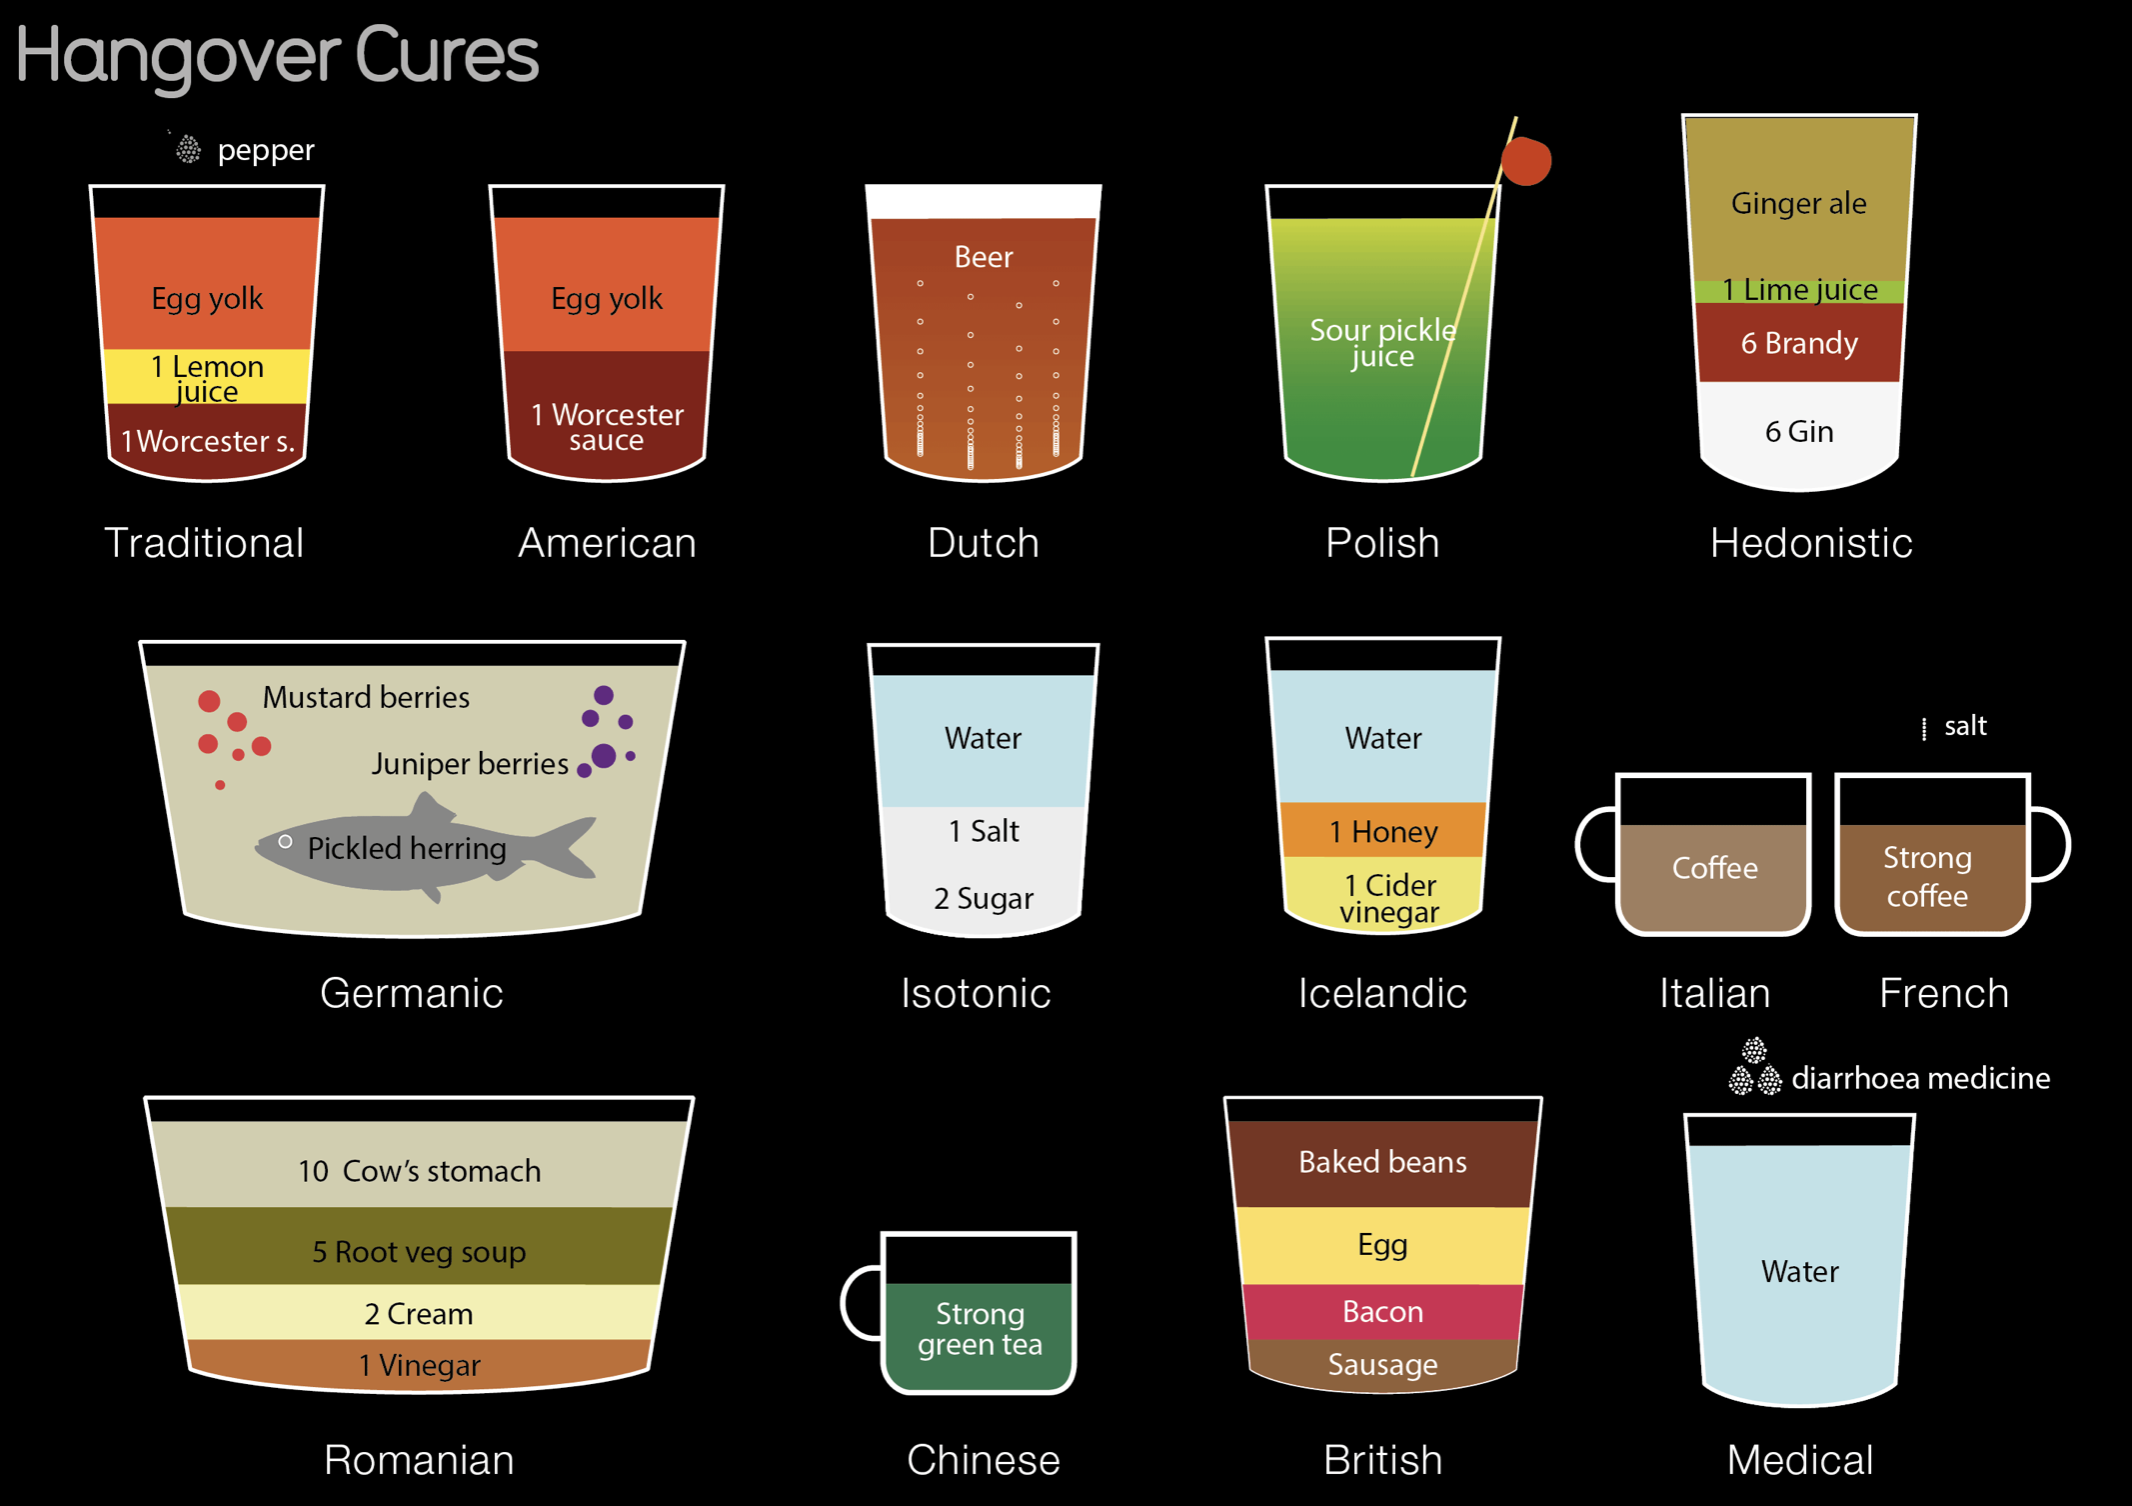 Hangover Cures
pepper
Egg yolk
1 Lemon
juice
1Worcester s.
Traditional
Egg yolk
1 Worcester
sauce
American
Beer
Dutch
Sour pickle
juice
Polish
Ginger ale
1 Lime juice
6 Brandy
6 Gin
Hedonistic
Mustard berries
Juniper berries
Pickled herring
Germanic
Water
1 Salt
2 Sugar
Isotonic
Water
1 Honey
1 Cider
vinegar
Icelandic
Coffee
Italian
salt
Strong
coffee
French
10 Cow’s stomach
5 Root veg soup
2 Cream
1 Vinegar
Romanian
Strong
green tea
Chinese
Baked beans
Egg
Bacon
Sausage
British
diarrhoea medicine
Water
Medical